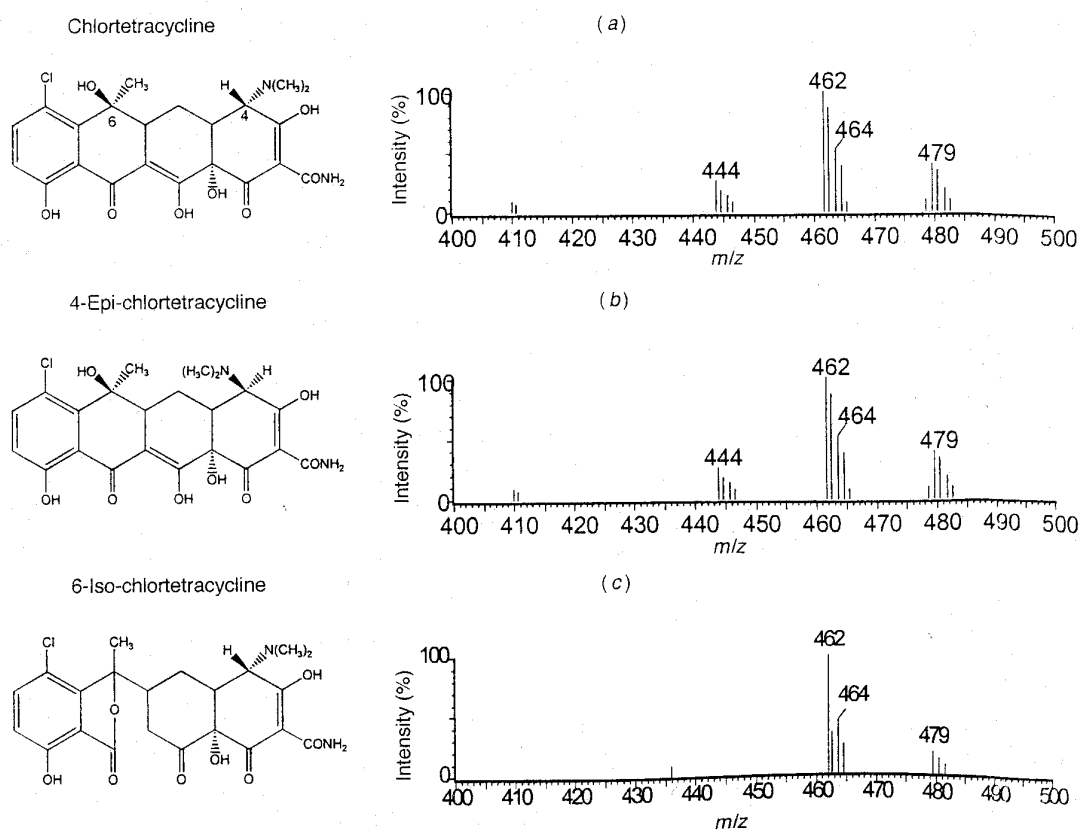 Chlortetracycline
(a)
Cl
HO
CH₃
H
N(CH₃)₂
OH
6
4
CONH₂
OH
O
OH
OH
O
Intensity (%)
100
0
444
462
464
479
400 410 420 430 440 450 460 470 480 490 500
m/z
4-Epi-chlortetracycline
(b)
Cl
HO
CH₃
(H₃C)₂N
H
OH
CONH₂
OH
O
OH
OH
O
Intensity (%)
100
0
444
462
464
479
400 410 420 430 440 450 460 470 480 490 500
m/z
6-Iso-chlortetracycline
(c)
Cl
CH₃
H
N(CH₃)₂
OH
O
CONH₂
OH
O
O
OH
O
Intensity (%)
100
0
462
464
479
400 410 420 430 440 450 460 470 480 490 500
m/z